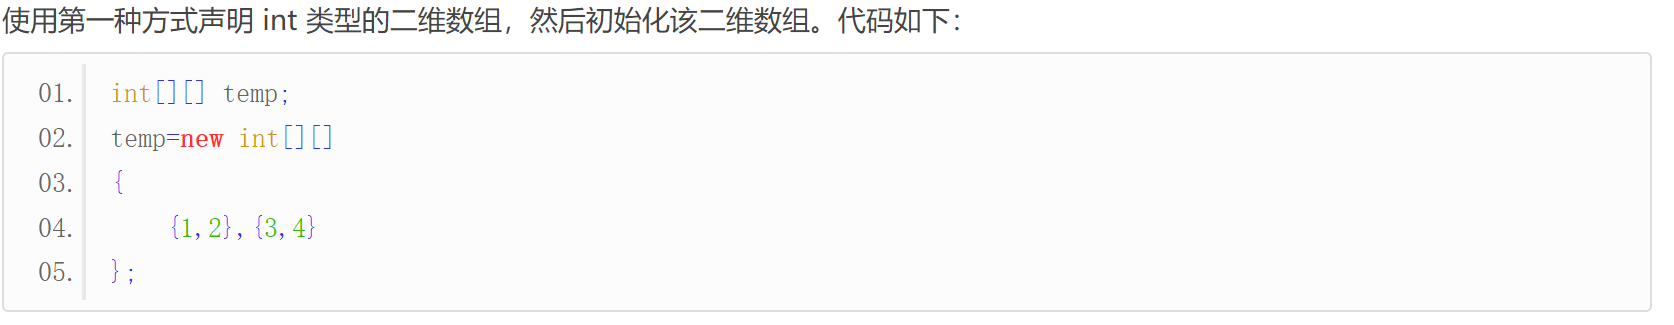 使用第一种方式声明 int 类型的二维数组，然后初始化该二维数组。代码如下：
01. int[][] temp;
02. temp=new int[][]
03. {
04.     {1,2},{3,4}
05. };